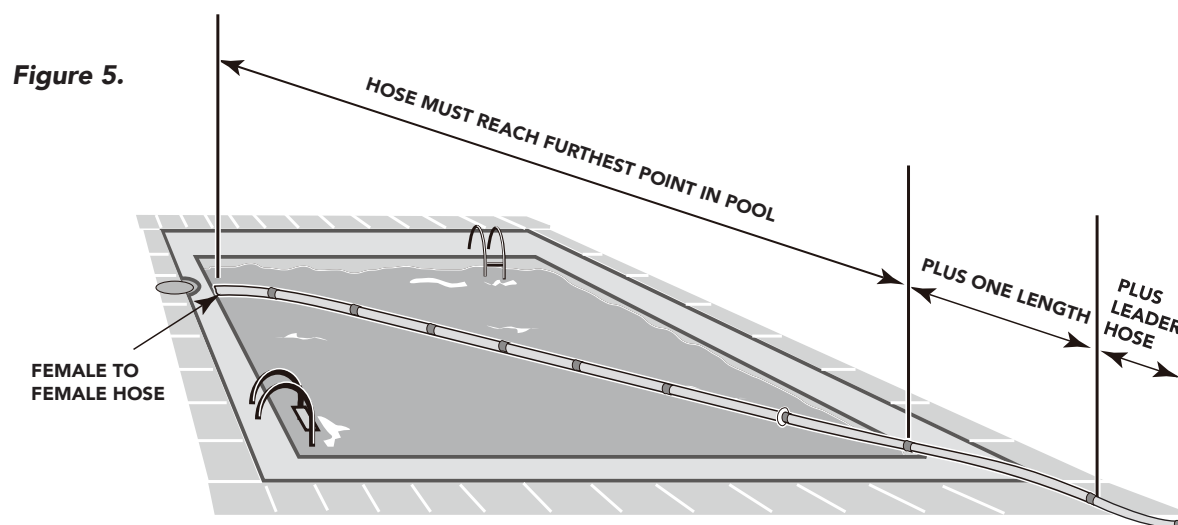 Figure 5.
HOSE MUST REACH FURTHEST POINT IN POOL
PLUS ONE LENGTH
PLUS
LEADER
HOSE
FEMALE TO
FEMALE HOSE